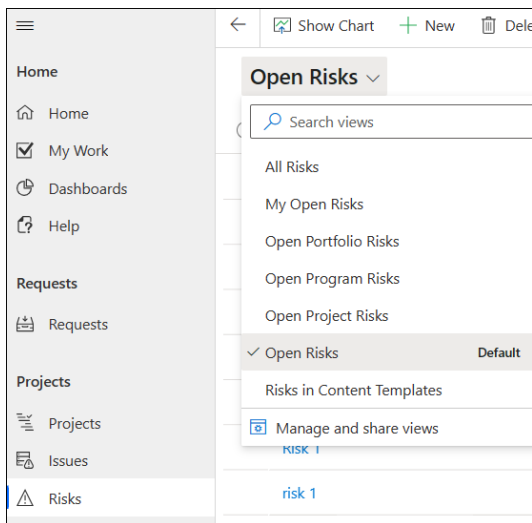 Show Chart
New
Dele
Home
Open Risks
Home
Search views
My Work
All Risks
Dashboards
My Open Risks
Help
Open Portfolio Risks
Open Program Risks
Requests
Open Project Risks
Requests
Open Risks Default
Projects
Risks in Content Templates
Projects
Manage and share views
Risk 1
Issues
Risks
risk 1